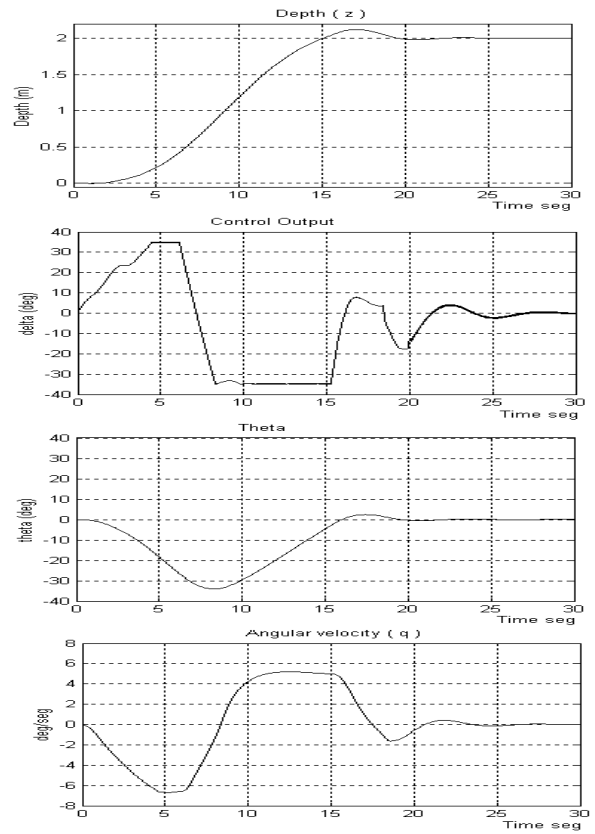 Depth ( z )
Depth (m)
2
1.5
1
0.5
0
0 5 10 15 20 25 30
Time seg
Control Output
delta (deg)
40
30
20
10
0
-10
-20
-30
-40
0 5 10 15 20 25 30
Time seg
Theta
theta (deg)
40
30
20
10
0
-10
-20
-30
-40
0 5 10 15 20 25 30
Time seg
Angular velocity ( q )
deg/seg
8
6
4
2
0
-2
-4
-6
-8
0 5 10 15 20 25 30
Time seg